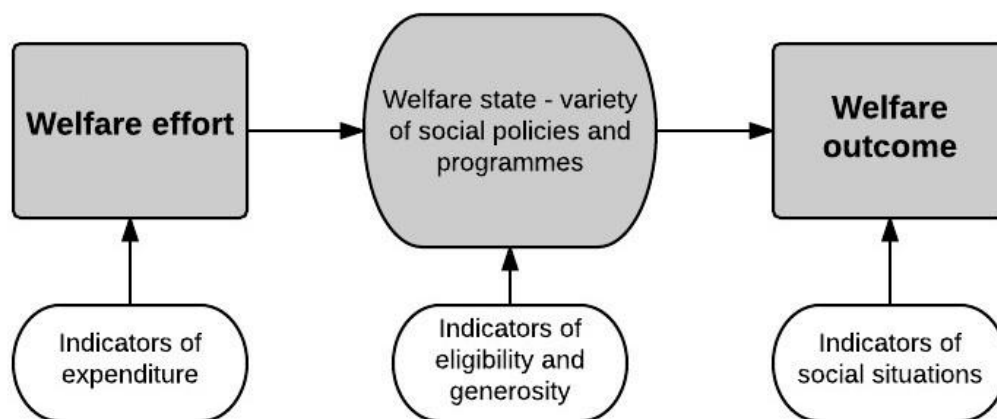 Welfare effort
Welfare state - variety
of social policies and
programmes
Welfare
outcome
Indicators of
expenditure
Indicators of
eligibility and
generosity
Indicators of
social situations